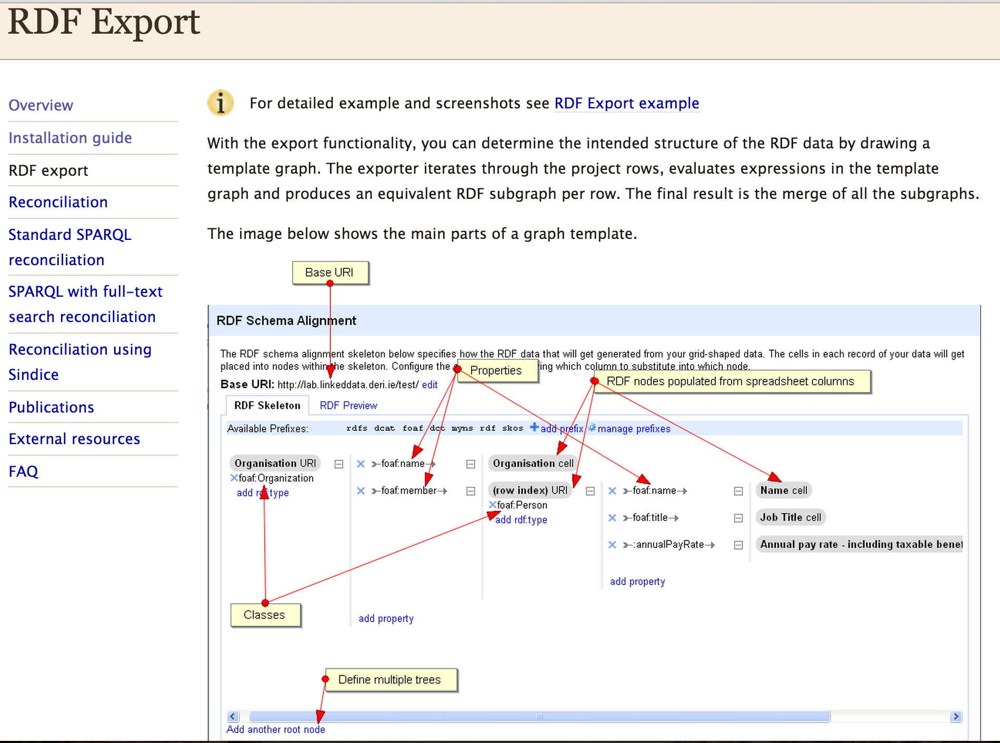 RDF Export
Overview
Installation guide
RDF export
Reconciliation
Standard SPARQL
reconciliation
SPARQL with full-text
search reconciliation
Reconciliation using
Sindice
Publications
External resources
FAQ
For detailed example and screenshots see RDF Export example
With the export functionality, you can determine the intended structure of the RDF data by drawing a
template graph. The exporter iterates through the project rows, evaluates expressions in the template
graph and produces an equivalent RDF subgraph per row. The final result is the merge of all the subgraphs.
The image below shows the main parts of a graph template.
Base URI
RDF Schema Alignment
The RDF schema alignment skeleton below specifies how the RDF data that will get generated from your grid-shaped data. The cells in each record of your data will get
placed into nodes within the skeleton. Configure the which column to substitute into which node.
Properties
RDF nodes populated from spreadsheet columns
Base URI: http://lab.linkeddata.deri.ie/test/ edit
RDF Skeleton RDF Preview
Available Prefixes: rdfs dcat foaf dct myns rdf skos add prefix manage prefixes
Organisation URI foaf:name Organisation cell
foaf:Organization
add rdf:type
foaf:member (row index) URI foaf:name Name cell
foaf:Person
add rdf:type
foaf:title Job Title cell
:annualPayRate Annual pay rate - including taxable benef
add property
Classes
add property
Define multiple trees
Add another root node